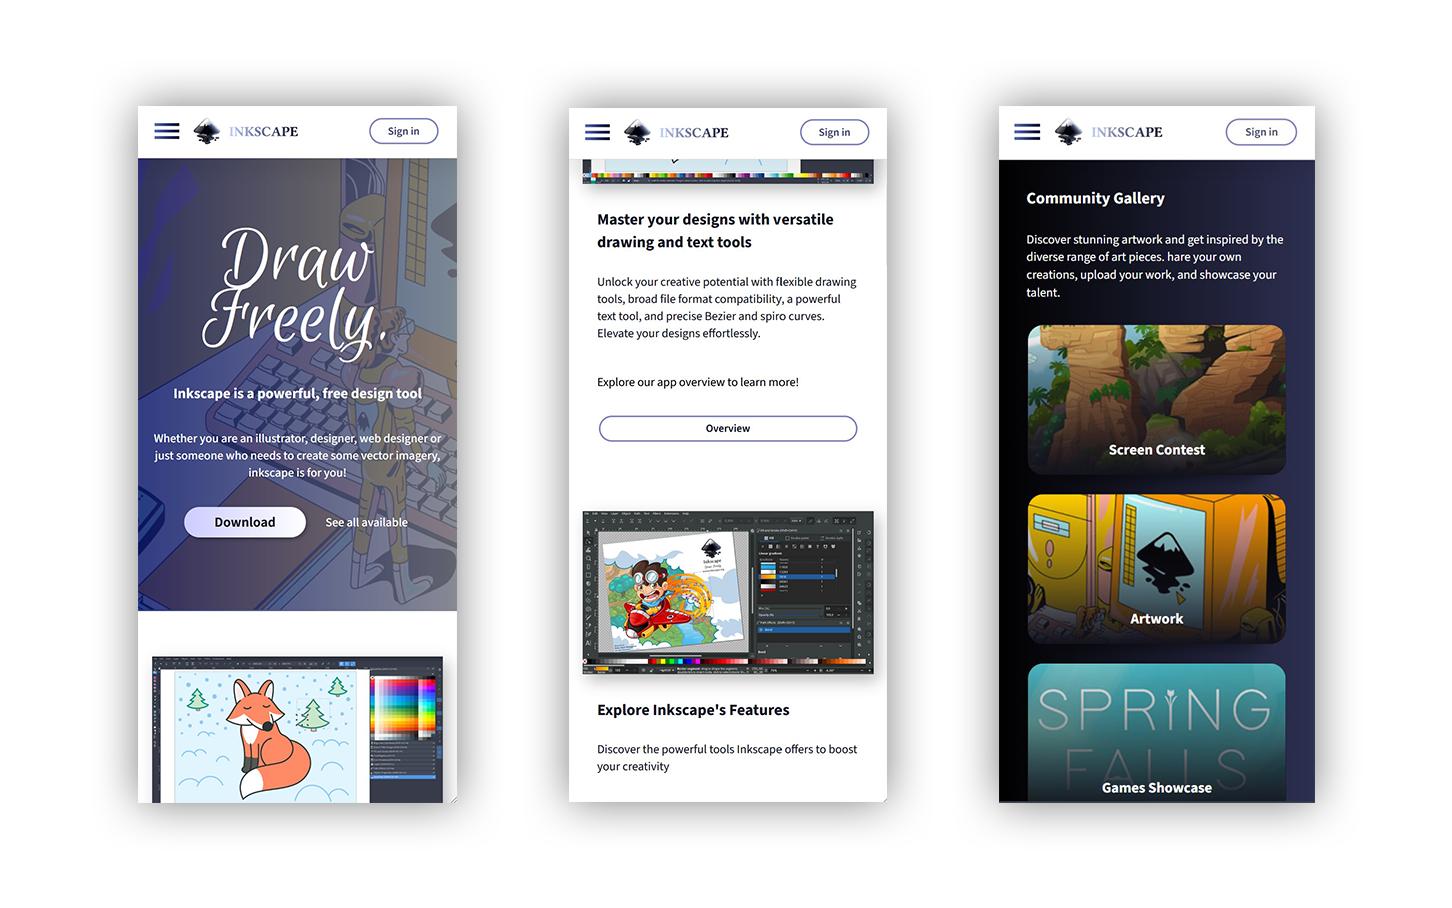 INKSCAPE
Sign in
Draw
Freely.
Inkscape is a powerful, free design tool
Whether you are an illustrator, designer, web designer or
just someone who needs to create some vector imagery,
inkscape is for you!
Download
See all available
INKSCAPE
Sign in
Master your designs with versatile
drawing and text tools
Unlock your creative potential with flexible drawing
tools, broad file format compatibility, a powerful
text tool, and precise Bezier and spiro curves.
Elevate your designs effortlessly.
Explore our app overview to learn more!
Overview
Inkscape
Explore Inkscape's Features
Discover the powerful tools Inkscape offers to boost
your creativity
INKSCAPE
Sign in
Community Gallery
Discover stunning artwork and get inspired by the
diverse range of art pieces. hare your own
creations, upload your work, and showcase your
talent.
Screen Contest
Artwork
SPRING
FALLS
Games Showcase